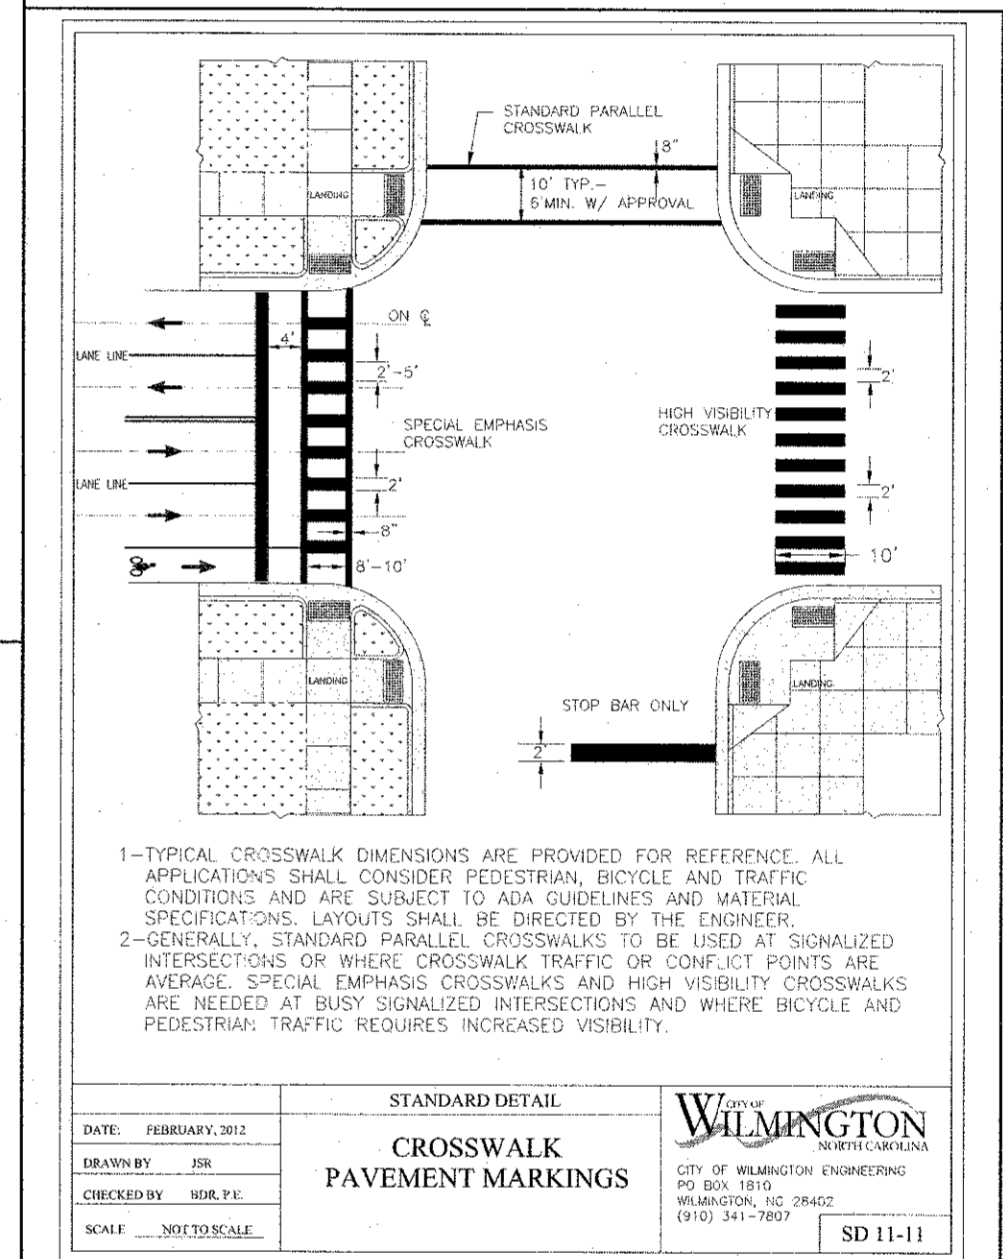 STANDARD PARALLEL
CROSSWALK
8"
10' TYP.-
6'MIN. W/ APPROVAL
LANDING
LANDING
ON ℄
LANE LINE
4'
2'-5'
2'
SPECIAL EMPHASIS
CROSSWALK
HIGH VISIBILITY
CROSSWALK
LANE LINE
2'
2'
8"
8'-10'
10'
LANDING
LANDING
STOP BAR ONLY
2'
1-TYPICAL CROSSWALK DIMENSIONS ARE PROVIDED FOR REFERENCE. ALL
APPLICATIONS SHALL CONSIDER PEDESTRIAN, BICYCLE AND TRAFFIC
CONDITIONS AND ARE SUBJECT TO ADA GUIDELINES AND MATERIAL
SPECIFICATIONS. LAYOUTS SHALL BE DIRECTED BY THE ENGINEER.
2-GENERALLY, STANDARD PARALLEL CROSSWALKS TO BE USED AT SIGNALIZED
INTERSECTIONS OR WHERE CROSSWALK TRAFFIC OR CONFLICT POINTS ARE
AVERAGE. SPECIAL EMPHASIS CROSSWALKS AND HIGH VISIBILITY CROSSWALKS
ARE NEEDED AT BUSY SIGNALIZED INTERSECTIONS AND WHERE BICYCLE AND
PEDESTRIAN TRAFFIC REQUIRES INCREASED VISIBILITY.
DATE: FEBRUARY, 2012
DRAWN BY JSR
CHECKED BY BDR, P.E.
SCALE NOT TO SCALE
STANDARD DETAIL
CROSSWALK
PAVEMENT MARKINGS
CITY OF
WILMINGTON
NORTH CAROLINA
CITY OF WILMINGTON ENGINEERING
PO BOX 1810
WILMINGTON, NC 28402
(910) 341-7807
SD 11-11